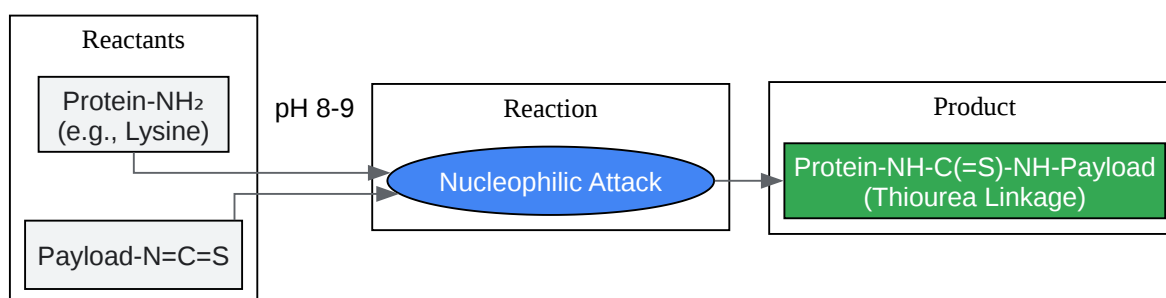 Reactants
Protein-NH₂
(e.g., Lysine)
Payload-N=C=S
pH 8-9
Reaction
Nucleophilic Attack
Product
Protein-NH-C(=S)-NH-Payload
(Thiourea Linkage)